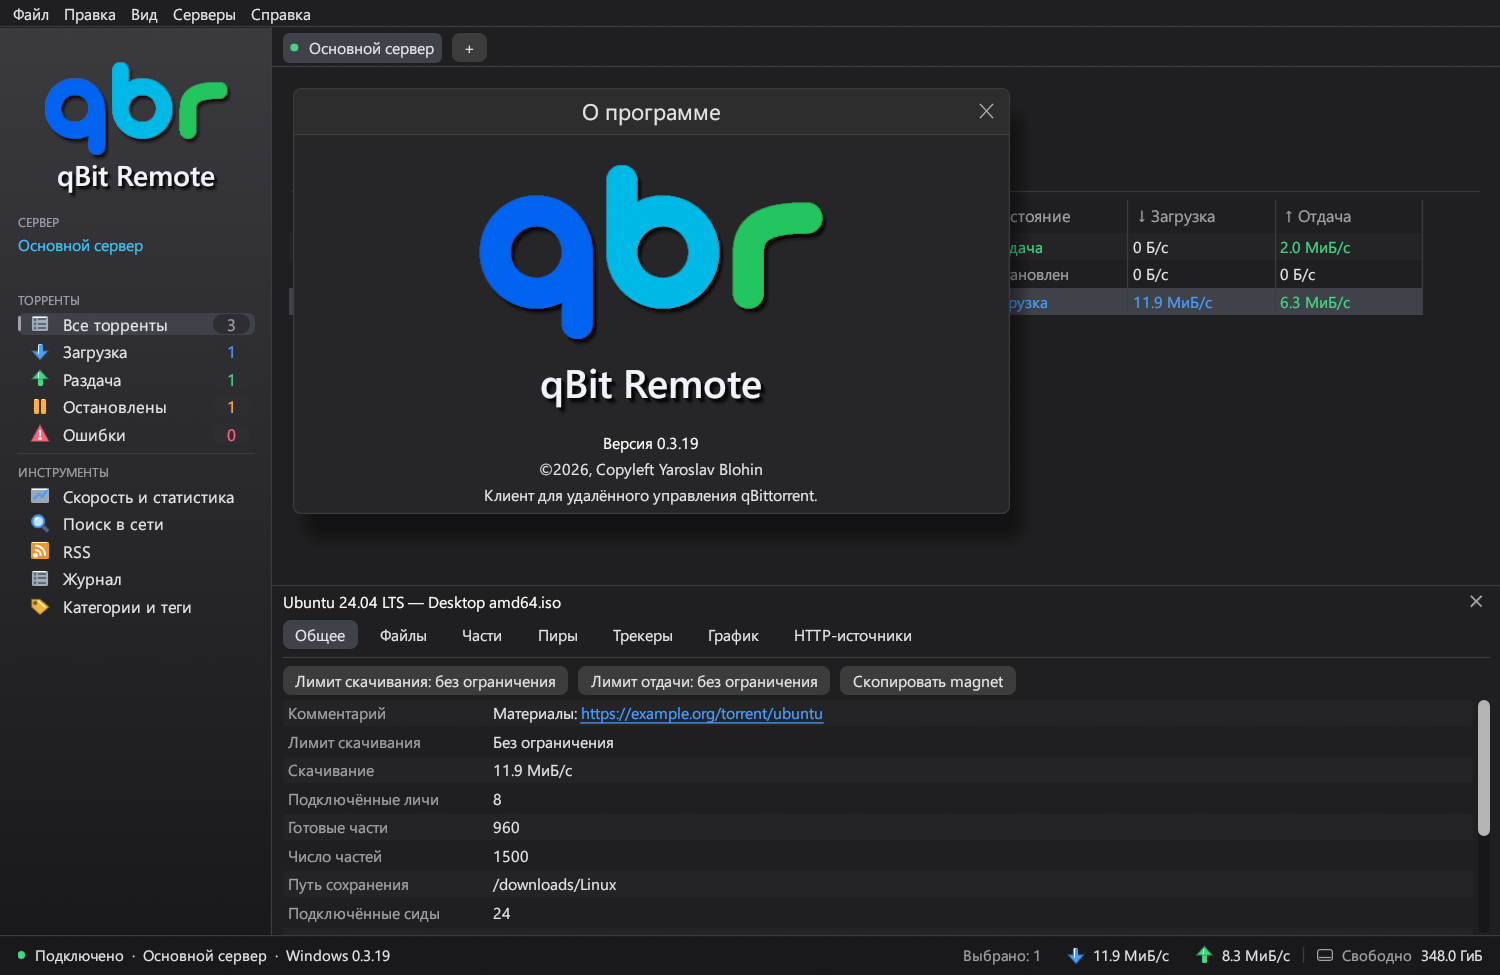 Файл Правка Вид Серверы Справка
qbr
qBit Remote
СЕРВЕР
Основной сервер
ТОРРЕНТЫ
Все торренты 3
Загрузка 1
Раздача 1
Остановлены 1
Ошибки 0
ИНСТРУМЕНТЫ
Скорость и статистика
Поиск в сети
RSS
Журнал
Категории и теги
Основной сервер +
О программе
qbr
qBit Remote
Версия 0.3.19
©2026, Copyleft Yaroslav Blohin
Клиент для удалённого управления qBittorrent.
стояние ↓ Загрузка ↑ Отдача
дача 0 Б/с 2.0 МиБ/с
ановлен 0 Б/с 0 Б/с
рузка 11.9 МиБ/с 6.3 МиБ/с
Ubuntu 24.04 LTS — Desktop amd64.iso
Общее Файлы Части Пиры Трекеры График HTTP-источники
Лимит скачивания: без ограничения Лимит отдачи: без ограничения Скопировать magnet
Комментарий Материалы: https://example.org/torrent/ubuntu
Лимит скачивания Без ограничения
Скачивание 11.9 МиБ/с
Подключённые личи 8
Готовые части 960
Число частей 1500
Путь сохранения /downloads/Linux
Подключённые сиды 24
Подключено · Основной сервер · Windows 0.3.19 Выбрано: 1 11.9 МиБ/с 8.3 МиБ/с Свободно 348.0 ГиБ